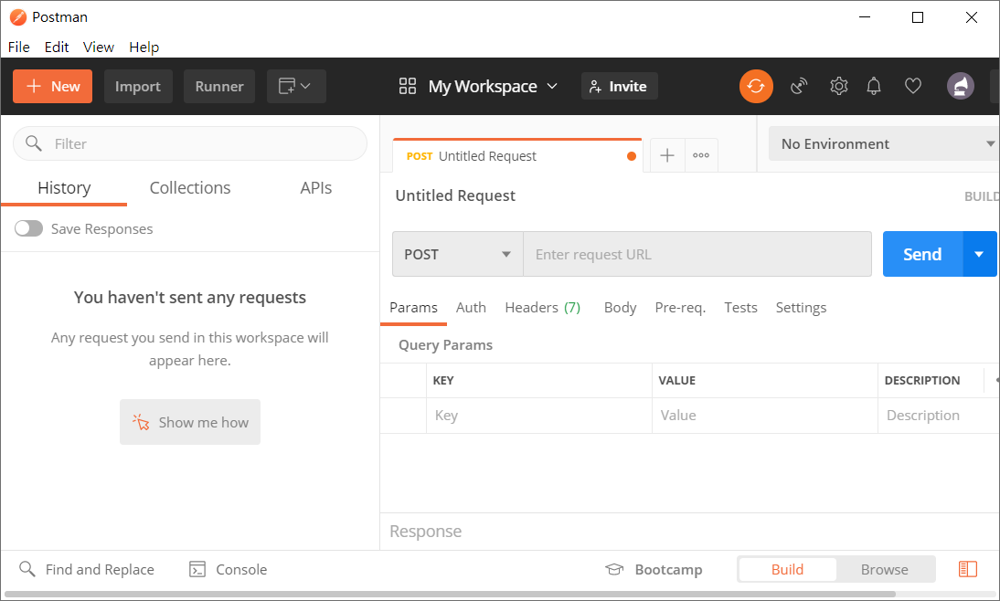 Postman
File Edit View Help
New Import Runner My Workspace Invite
Filter
History Collections APIs
Save Responses
You haven't sent any requests
Any request you send in this workspace will
appear here.
Show me how
POST Untitled Request
No Environment
Untitled Request
BUILD
POST Enter request URL Send
Params Auth Headers (7) Body Pre-req. Tests Settings
Query Params
KEY VALUE DESCRIPTION
Key Value Description
Response
Find and Replace Console Bootcamp Build Browse